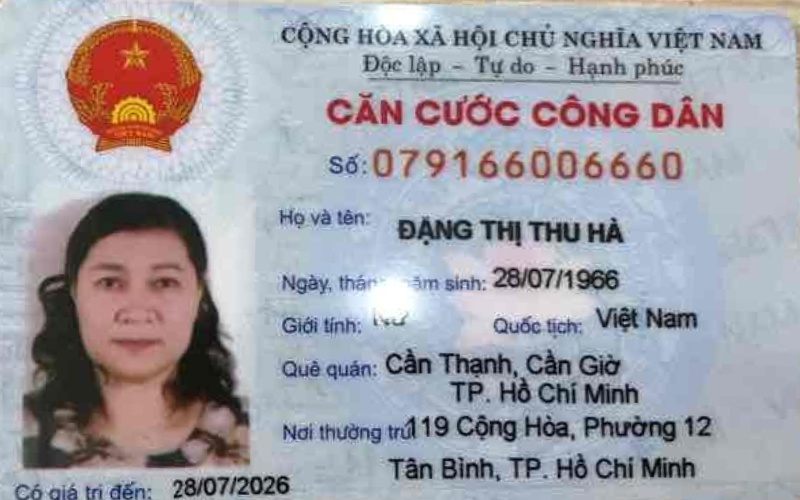 CỘNG HÒA XÃ HỘI CHỦ NGHĨA VIỆT NAM
Độc lập - Tự do - Hạnh phúc
CĂN CƯỚC CÔNG DÂN
Số: 079166006660
Họ và tên: ĐẶNG THỊ THU HÀ
Ngày, năm sinh: 28/07/1966
Giới tính: Quốc tịch: Việt Nam
Quê quán: Cần Thạnh, Cần Giờ
TP. Hồ Chí Minh
Nơi thường trú: 119 Cộng Hòa, Phường 12
Tân Bình, TP. Hồ Chí Minh
Có giá trị đến: 28/07/2026